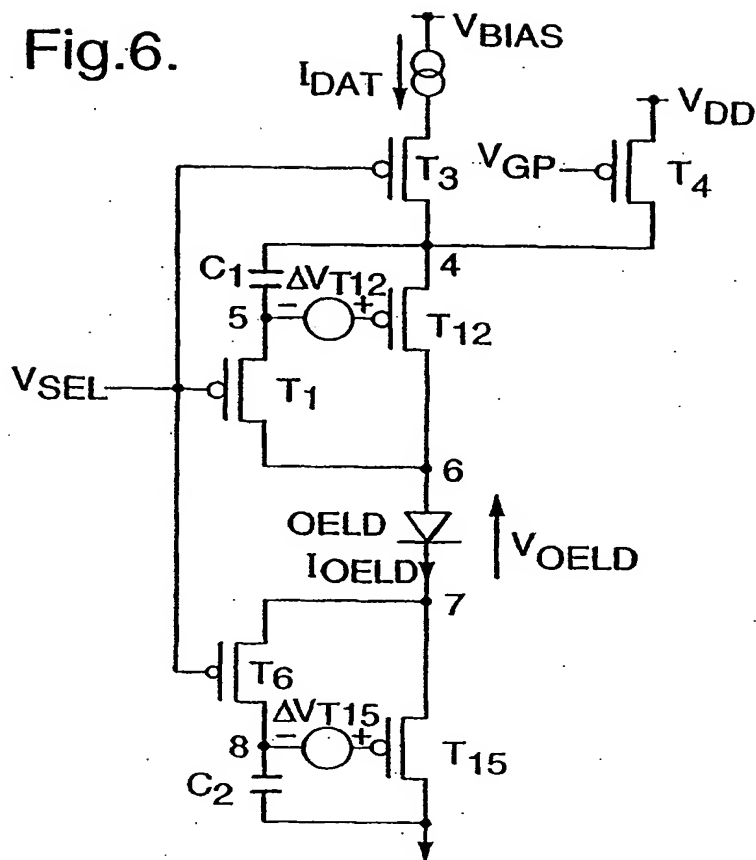 Fig.6.
VBIAS
IDAT
VDD
T3
VGP
T4
4
C1
ΔVT12
5
-
+
T12
VSEL
T1
6
OELD
VOELD
IOELD
7
T6
ΔVT15
8
-
+
T15
C2